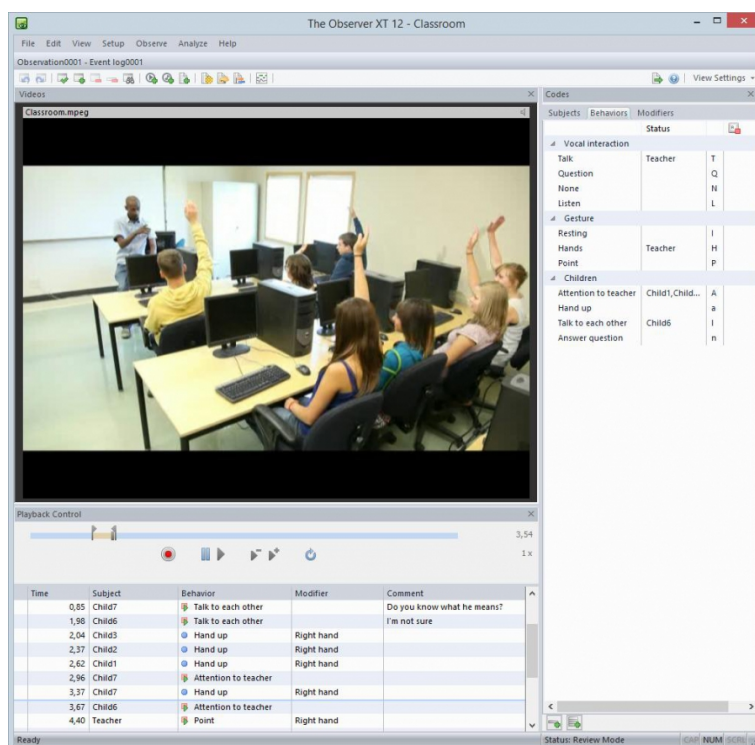 The Observer XT 12 - Classroom
File Edit View Setup Observe Analyze Help
Observation0001 - Event log0001
View Settings
Videos
Classroom.mpeg
Codes
Subjects Behaviors Modifiers
Status
Vocal interaction
Talk Teacher T
Question Q
None N
Listen L
Gesture
Resting I
Hands Teacher H
Point P
Children
Attention to teacher Child1,Child... A
Hand up a
Talk to each other Child6 l
Answer question n
Playback Control
3,54
1 x
Time Subject Behavior Modifier Comment
0,85 Child7 Talk to each other Do you know what he means?
1,98 Child6 Talk to each other I'm not sure
2,04 Child3 Hand up Right hand
2,37 Child2 Hand up Right hand
2,62 Child1 Hand up Right hand
2,96 Child7 Attention to teacher
3,37 Child7 Hand up Right hand
3,67 Child6 Attention to teacher
4,40 Teacher Point Right hand
Ready
Status: Review Mode
CAP NUM SCRL